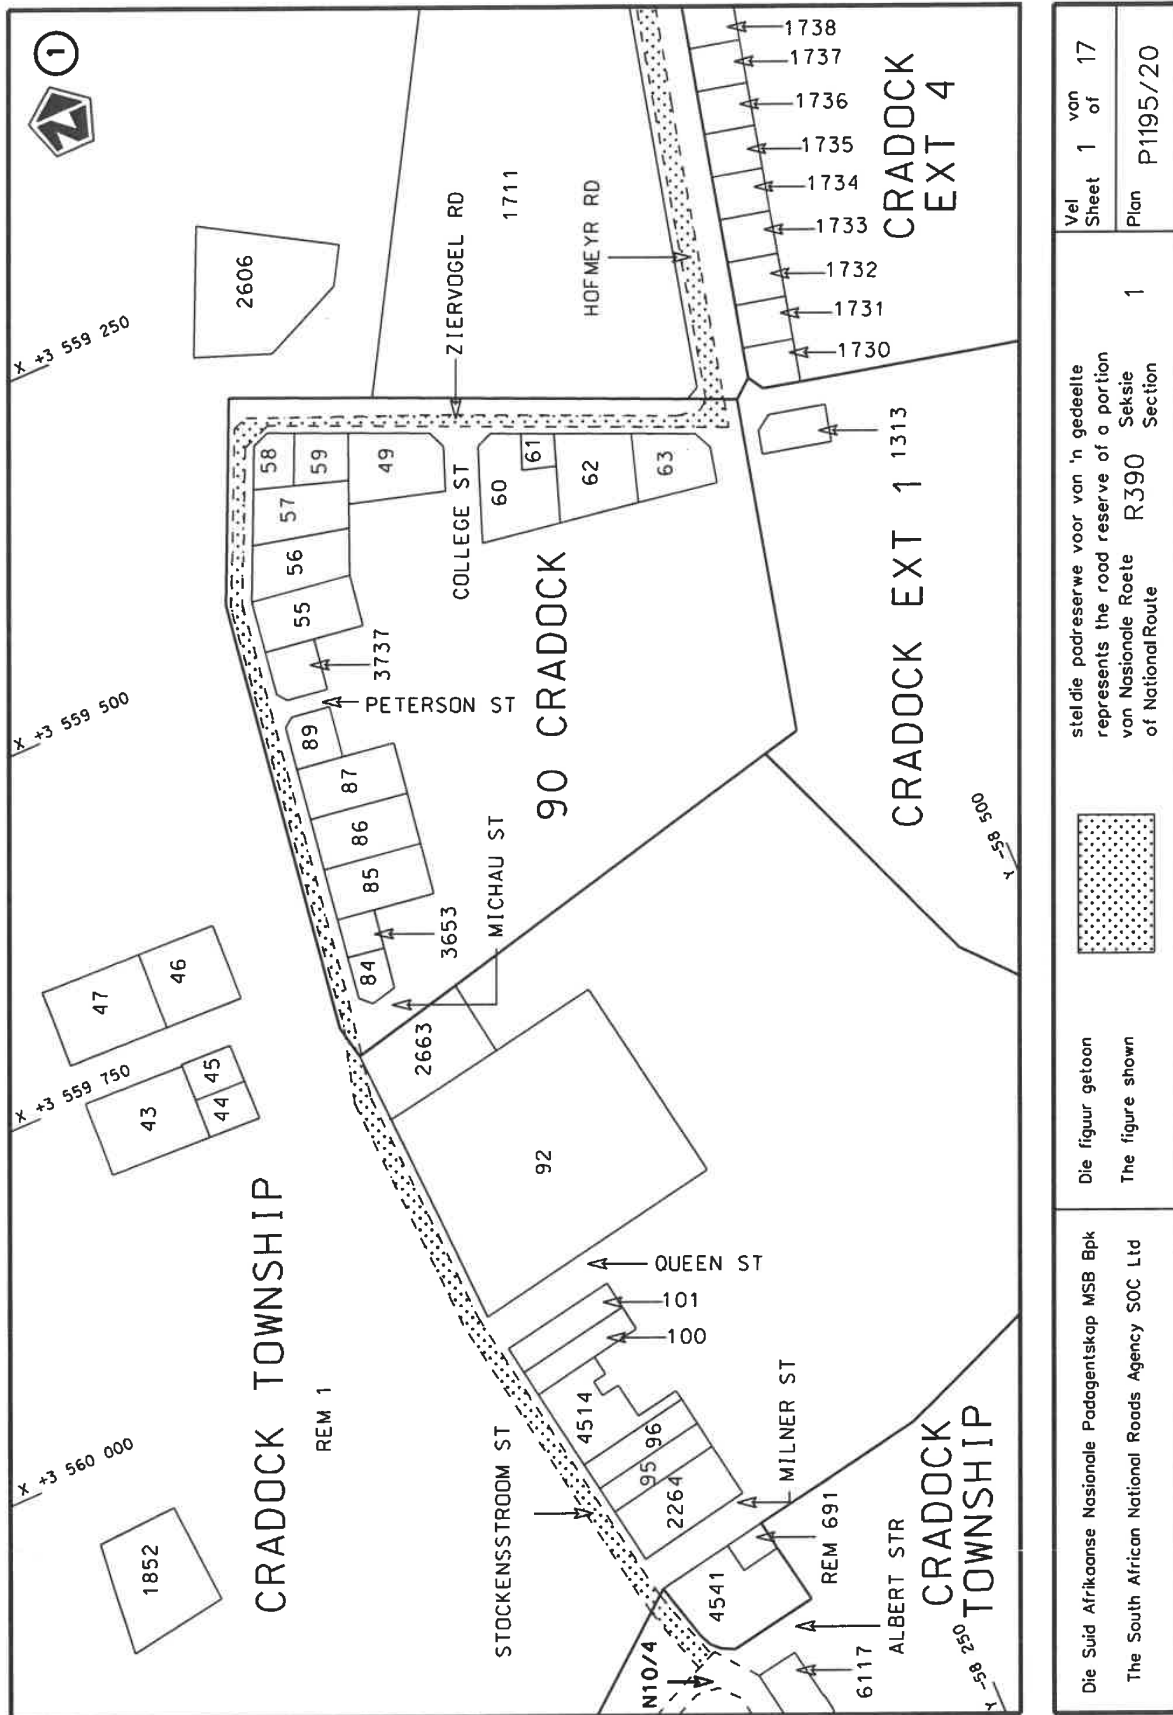 1
N
1738
1737
1736
1735
1734
1733
1732
1731
1730
CRADOCK
EXT 4
1711
HOFMEYR RD
ZIERVOGEL RD
2606
X +3 559 250
58
59
49
57
56
55
3737
COLLEGE ST
60
61
62
63
1313
CRADOCK EXT 1
90 CRADOCK
PETERSON ST
X +3 559 500
89
87
86
85
3653
84
MICHAU ST
Y -58 500
47
46
45
44
43
X +3 559 750
2663
92
QUEEN ST
101
100
CRADOCK TOWNSHIP
REM 1
X +3 560 000
1852
STOCKENSSTROOM ST
4514
96
95
2264
MILNER ST
REM 691
4541
ALBERT STR
CRADOCK
TOWNSHIP
N10/4
6117
Y -58 250
Die Suid Afrikaanse Nasionale Padagentskap MSB Bpk
The South African National Roads Agency SOC Ltd
Die figuur getoon
The figure shown
stel die padreserwe voor van 'n gedeelte
represents the road reserve of a portion
van Nasionale Roete R390 Seksie 1
of National Route Section
Vel 1 van 17
Sheet of
Plan P1195/20